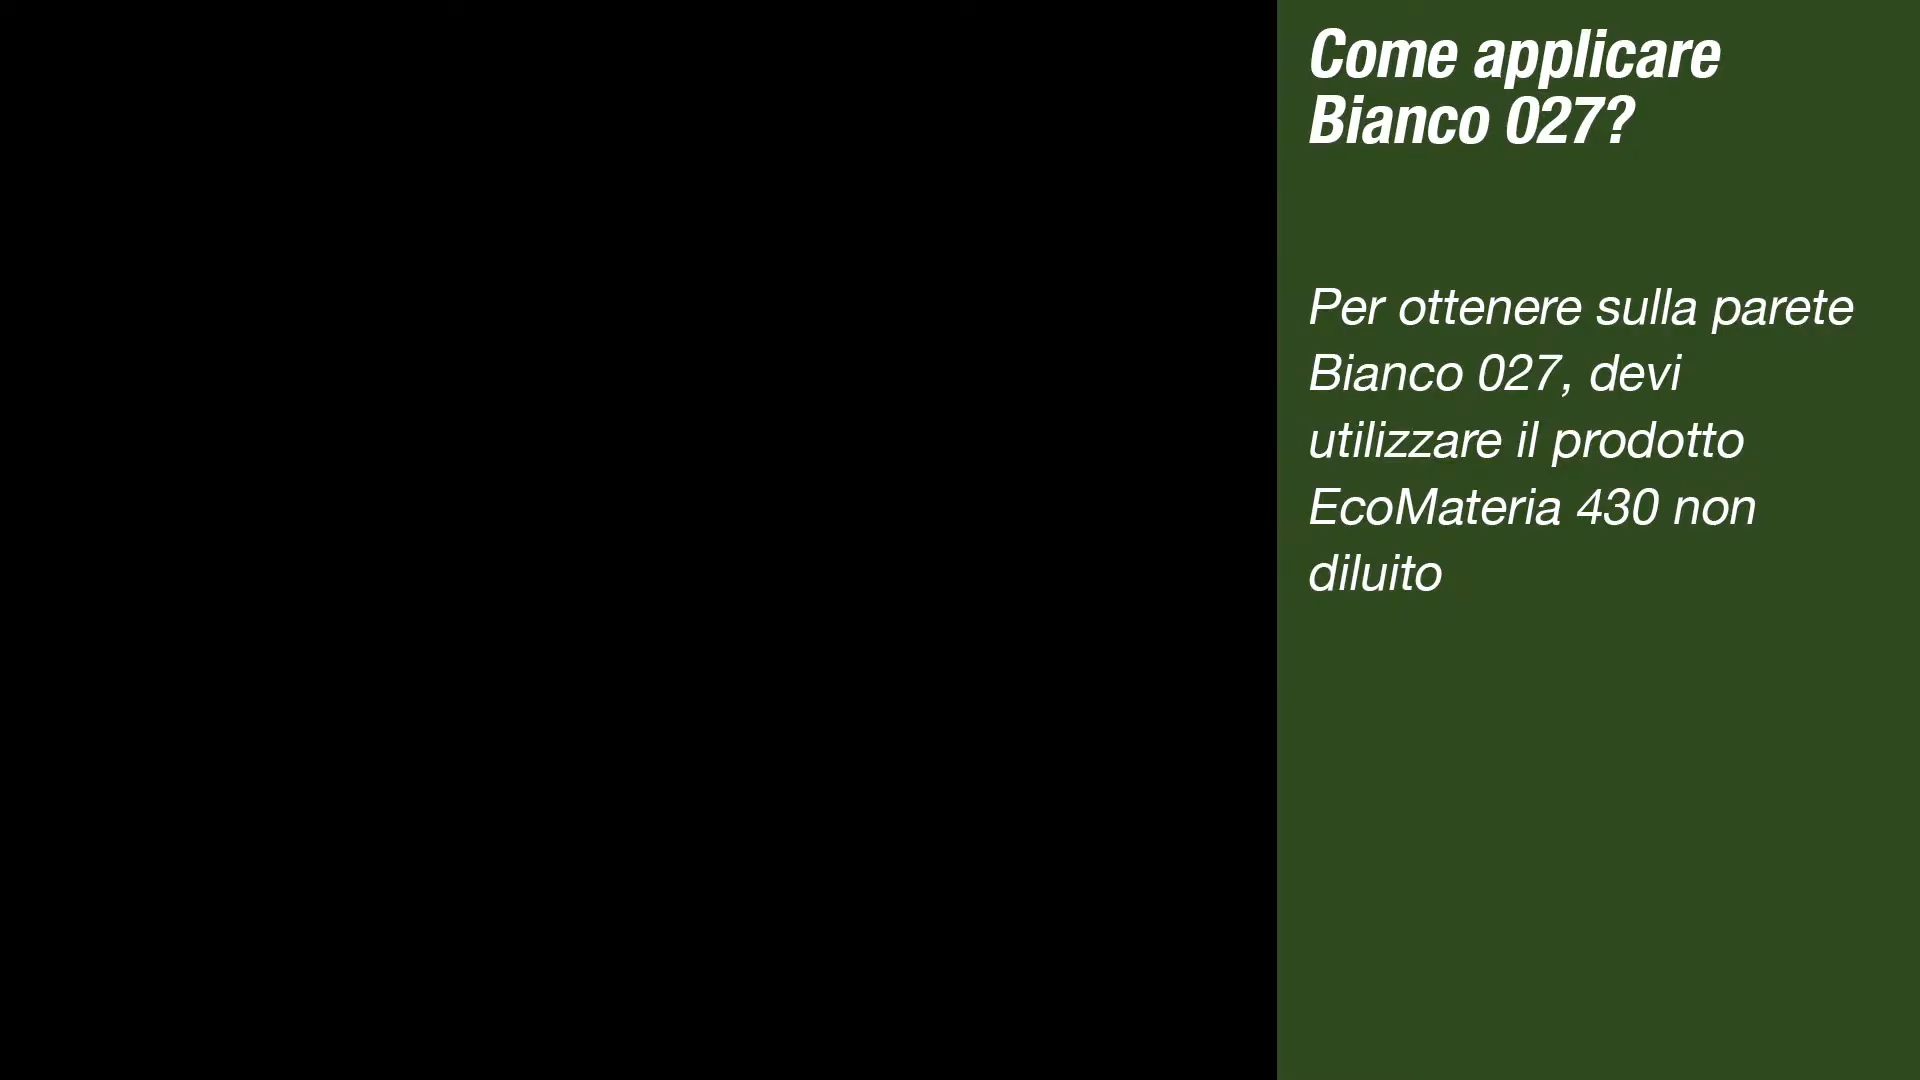 Come applicare
Bianco 027?
Per ottenere sulla parete
Bianco 027, devi
utilizzare il prodotto
EcoMateria 430 non
diluito